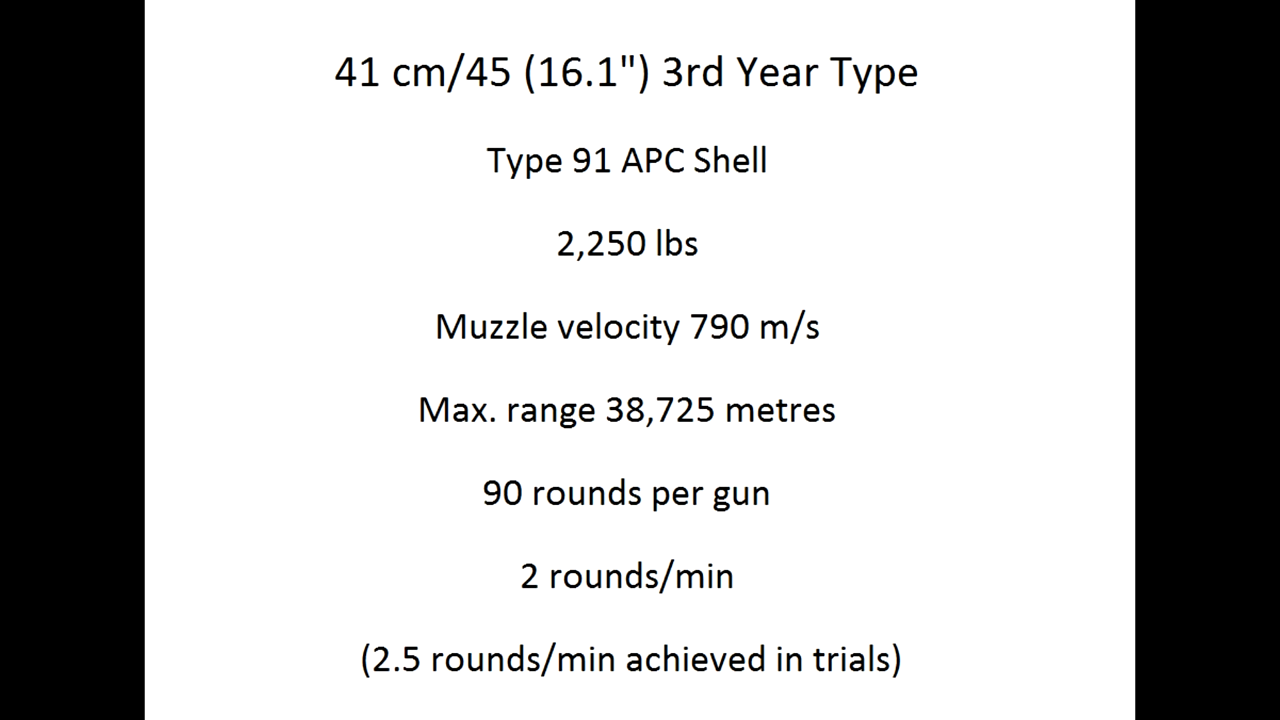 41 cm/45 (16.1") 3rd Year Type
Type 91 APC Shell
2,250 lbs
Muzzle velocity 790 m/s
Max. range 38,725 metres
90 rounds per gun
2 rounds/min
(2.5 rounds/min achieved in trials)